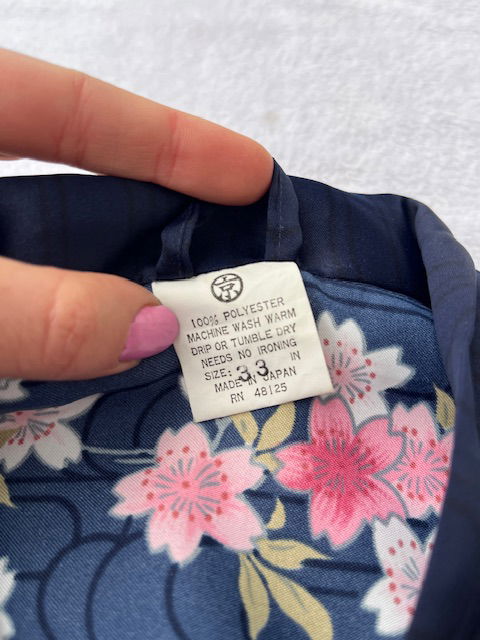 京
100% POLYESTER
MACHINE WASH WARM
DRIP OR TUMBLE DRY
NEEDS NO IRONING
SIZE: 33 IN
MADE IN JAPAN
RN 48125